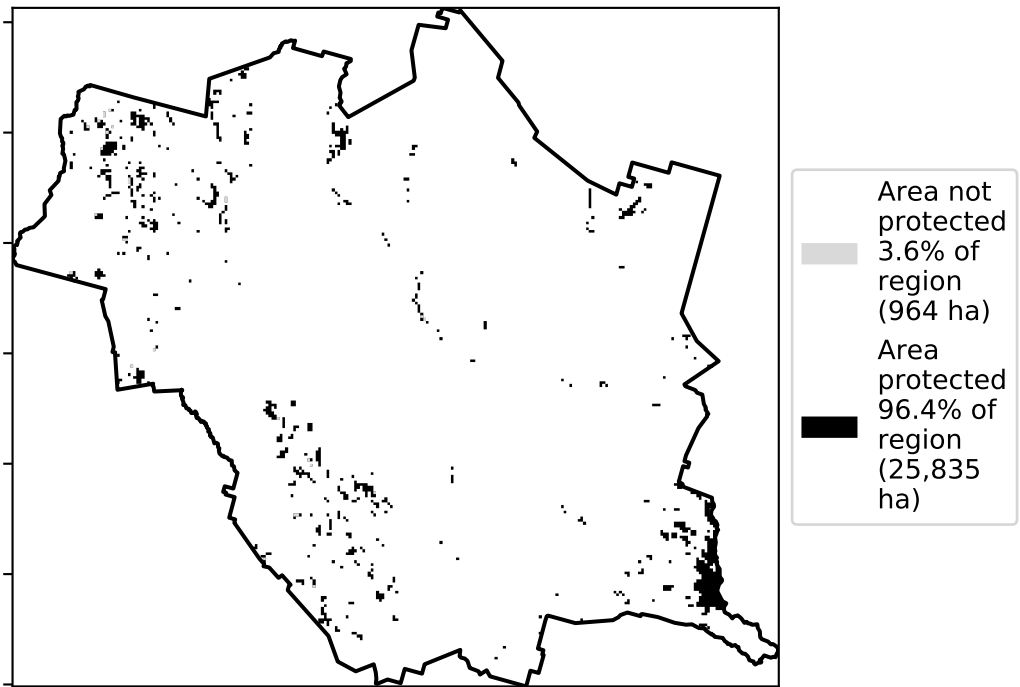 Area not
protected
3.6% of
region
(964 ha)
Area
protected
96.4% of
region
(25,835
ha)